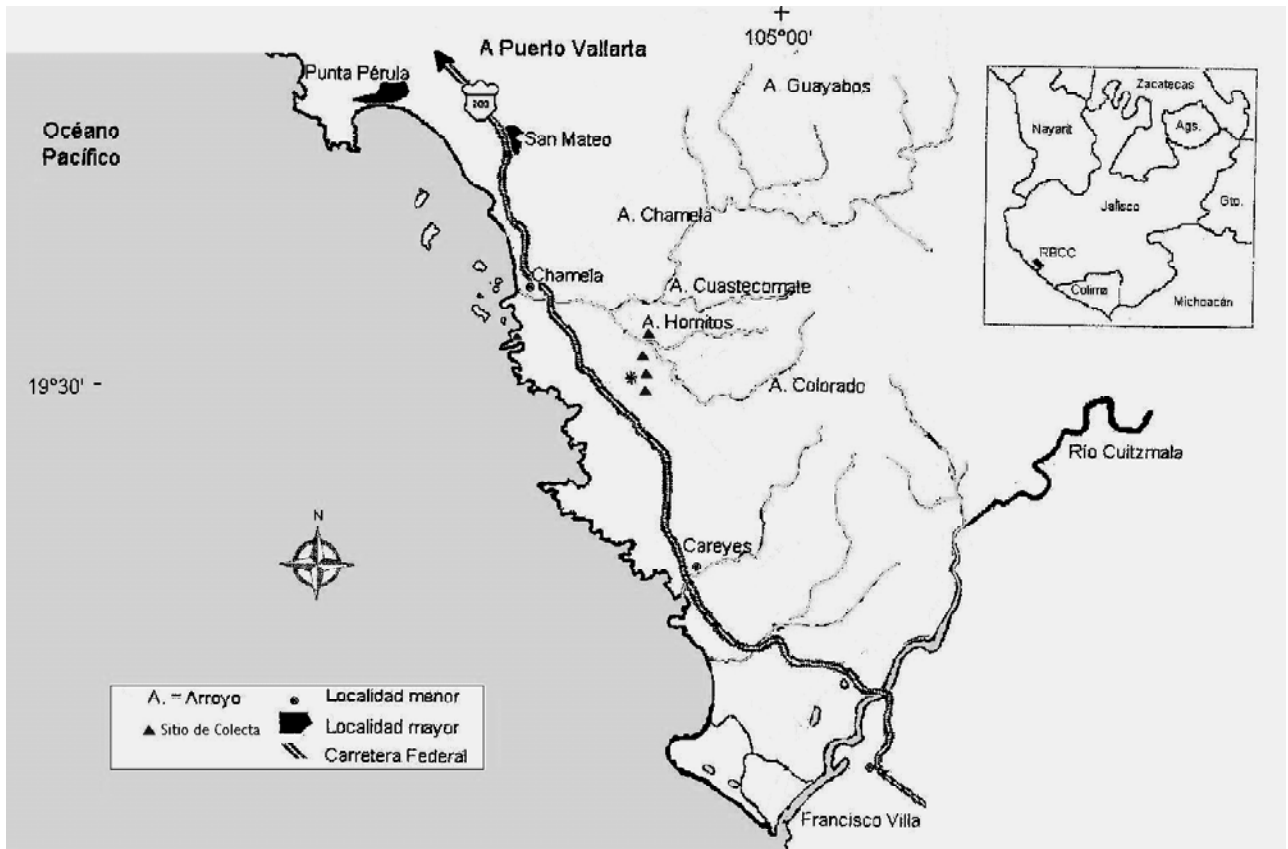 105°00'
A Puerto Vallarta
Punta Pérula
200
A. Guayabos
Océano
Pacífico
San Mateo
A. Chamela
Chamela
A. Cuastecomate
A. Hornitos
19°30'
A. Colorado
Río Cuitzmala
N
Careyes
Francisco Villa
Zacatecas
Nayarit
Ags.
Jalisco
Gto.
RBCC
Colima
Michoacán
A. = Arroyo
Localidad menor
Sitio de Colecta
Localidad mayor
Carretera Federal